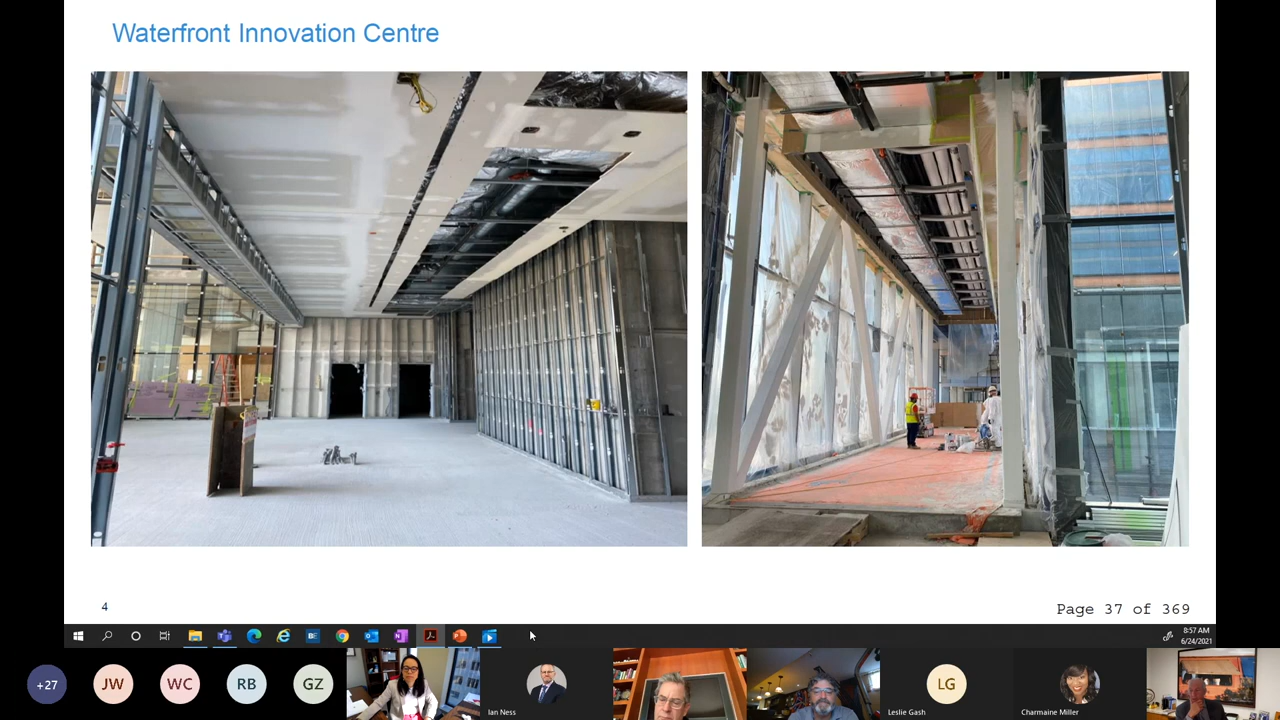 Waterfront Innovation Centre
4
Page 37 of 369
8:57 AM
6/24/2021
+27
JW
WC
RB
GZ
Ian Ness
LG
Leslie Gash
Charmaine Miller